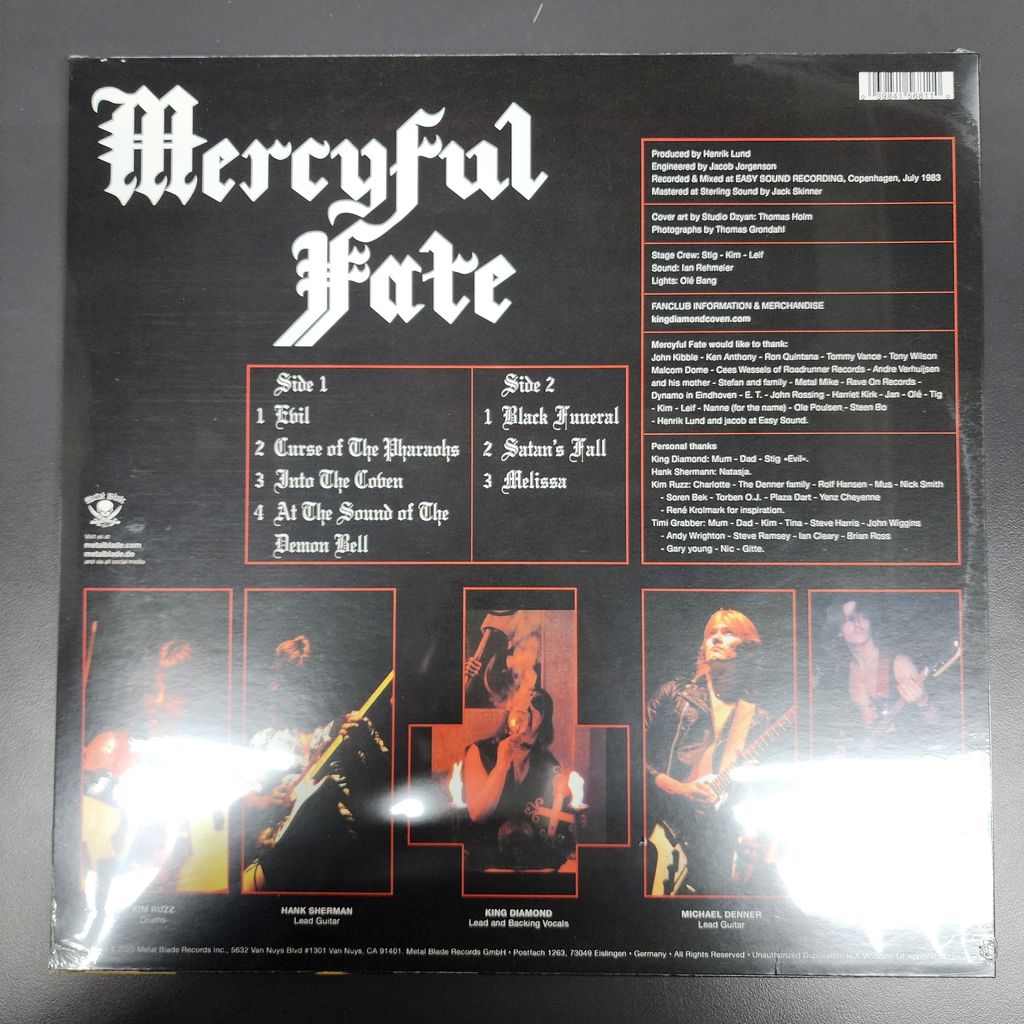 Mercyful
Fate
Side 1
1 Evil
2 Curse of The Pharaohs
3 Into The Coven
4 At The Sound of The
Demon Bell
Side 2
1 Black Funeral
2 Satan's Fall
3 Melissa
Produced by Henrik Lund
Engineered by Jacob Jorgenson
Recorded & Mixed at EASY SOUND RECORDING, Copenhagen, July 1983
Mastered at Sterling Sound by Jack Skinner
Cover art by Studio Dzyan: Thomas Holm
Photographs by Thomas Grondahl
Stage Crew: Stig - Kim - Leif
Sound: Ian Rehmeier
Lights: Olé Bang
FANCLUB INFORMATION & MERCHANDISE
kingdiamondcoven.com
Mercyful Fate would like to thank:
John Kibble - Ken Anthony - Ron Quintana - Tommy Vance - Tony Wilson
Malcom Dome - Cees Wessels of Roadrunner Records - Andre Verhuijsen
and his mother - Stefan and family - Metal Mike - Rave On Records -
Dynamo in Eindhoven - E. T. - John Rossing - Harriet Kirk - Jan - Olé - Tig
- Kim - Leif - Nanne (for the name) - Ole Poulsen - Steen Bo
- Henrik Lund and jacob at Easy Sound.
Personal thanks
King Diamond: Mum - Dad - Stig »Evil«.
Hank Shermann: Natasja.
Kim Ruzz: Charlotte - The Denner family - Rolf Hansen - Mus - Nick Smith
- Soren Bek - Torben O.J. - Plaza Dart - Yenz Cheyenne
- René Krolmark for inspiration.
Timi Grabber: Mum - Dad - Kim - Tina - Steve Harris - John Wiggins
- Andy Wrighton - Steve Ramsey - Ian Cleary - Brian Ross
- Gary young - Nic - Gitte.
Metal Blade
Visit us at
metalblade.com
metalblade.de
and via all social media
KIM RUZZ
Drums
HANK SHERMAN
Lead Guitar
KING DIAMOND
Lead and Backing Vocals
MICHAEL DENNER
Lead Guitar
2020 Metal Blade Records Inc., 5632 Van Nuys Blvd #1301 Van Nuys, CA 91401. Metal Blade Records GmbH • Postfach 1263, 73049 Eislingen • Germany • All Rights Reserved • Unauthorized Duplication Is A Violation Of Applicable Laws